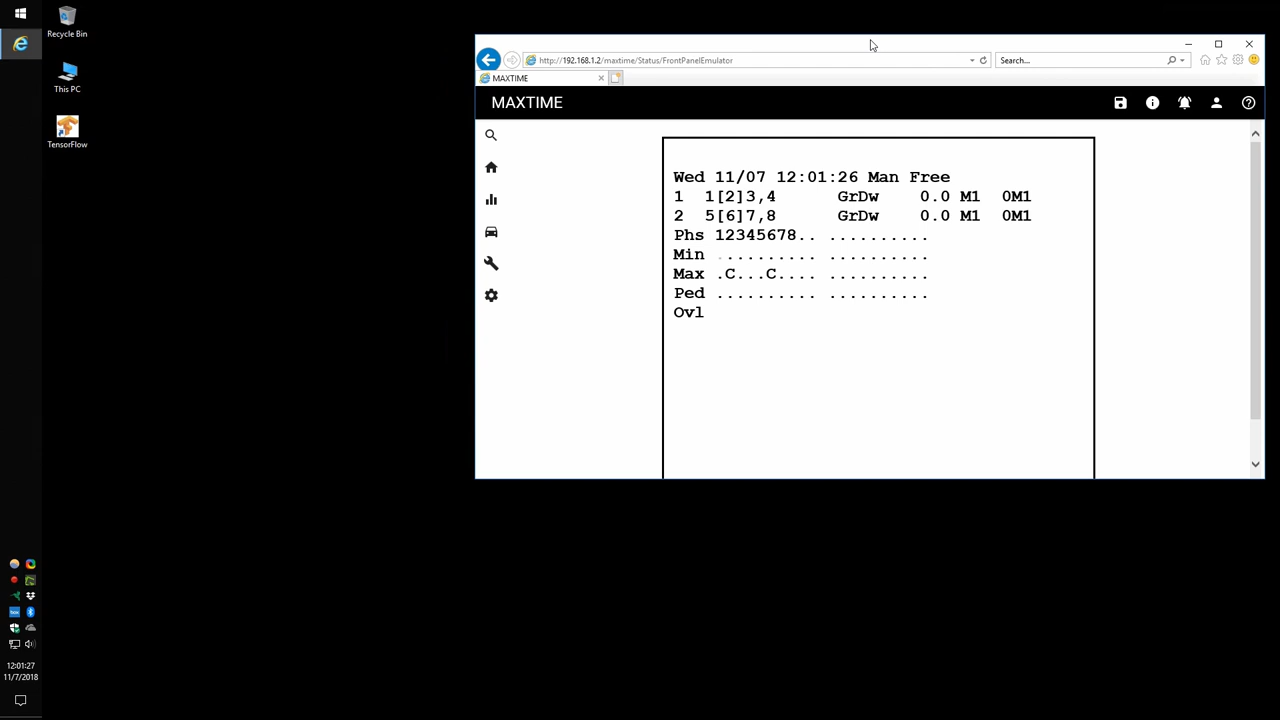 Recycle Bin
This PC
TensorFlow
http://192.168.1.2/maxtime/Status/FrontPanelEmulator
Search...
MAXTIME
MAXTIME
Wed 11/07 12:01:26 Man Free
1 1[2]3,4 GrDw 0.0 M1 0M1
2 5[6]7,8 GrDw 0.0 M1 0M1
Phs 12345678.. ..........
Min .......... ..........
Max .C...C.... ..........
Ped .......... ..........
Ovl
12:01:27
11/7/2018